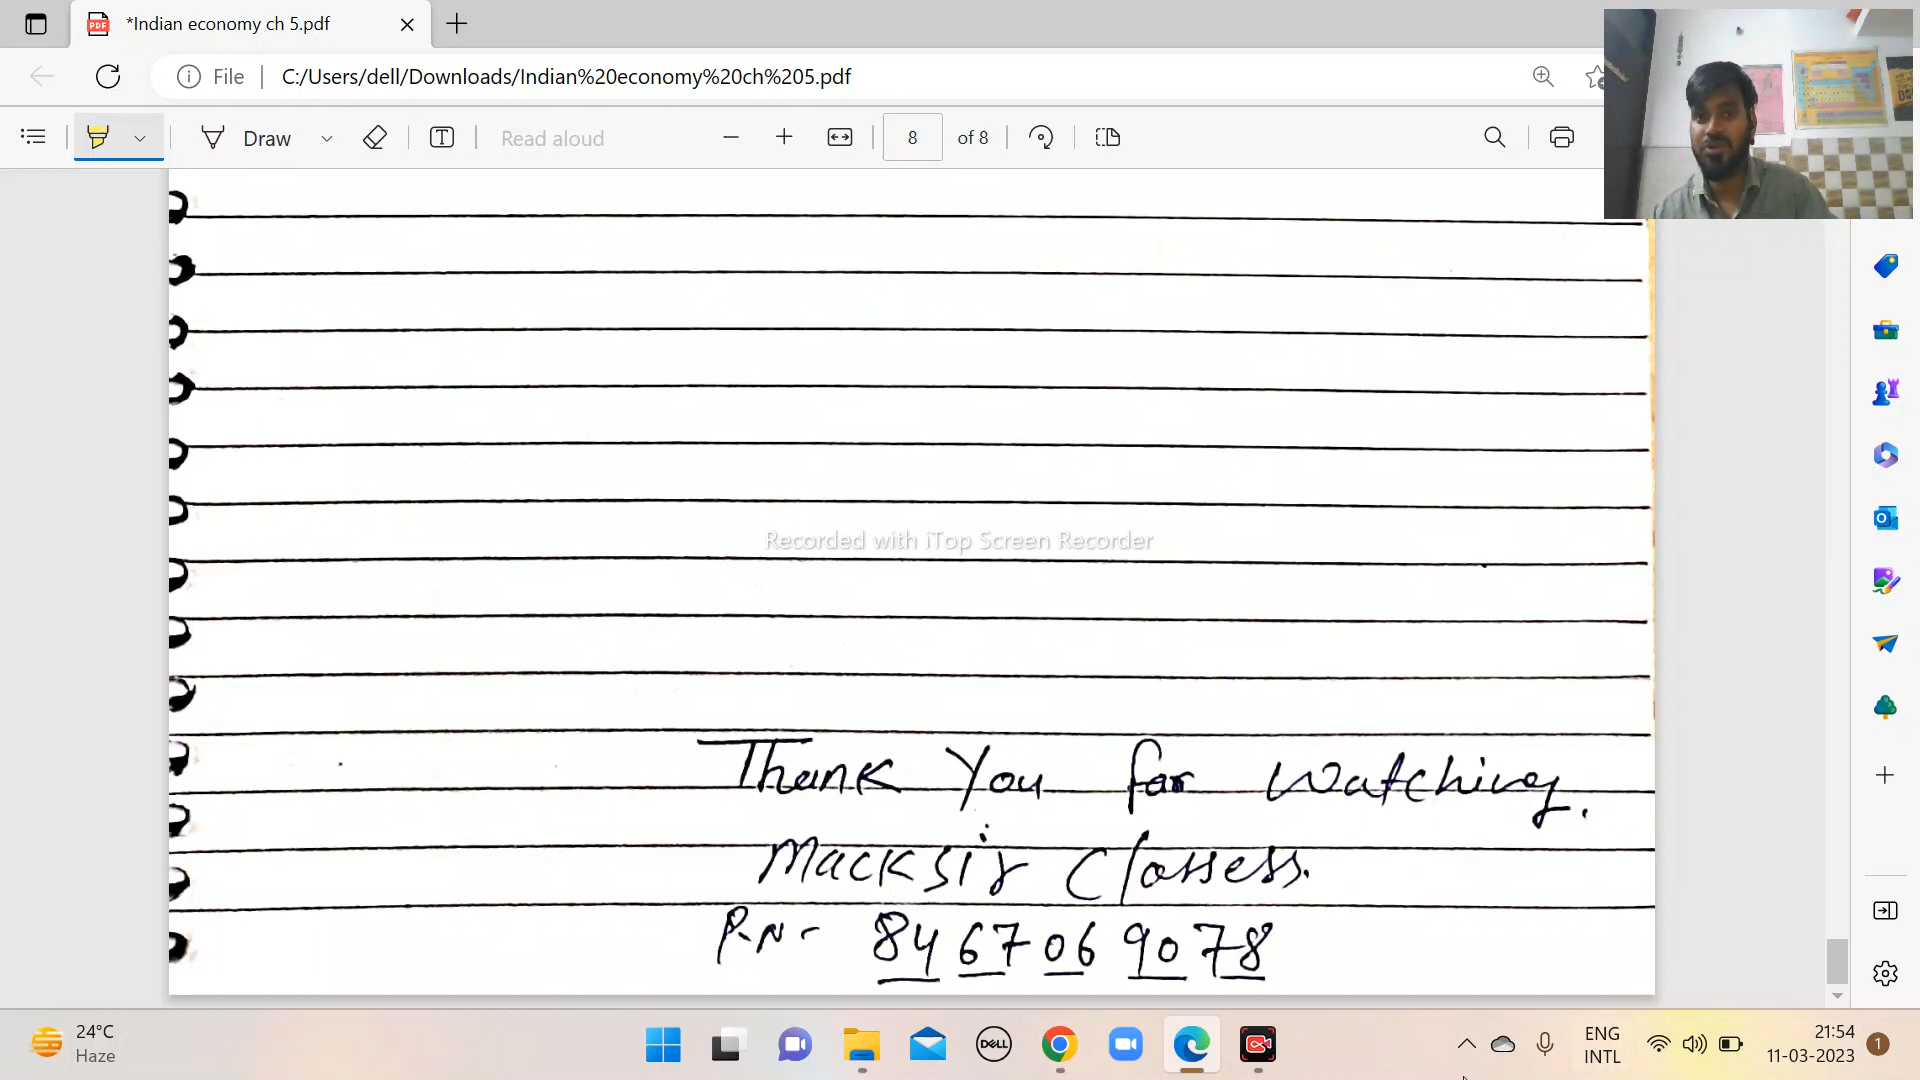 *Indian economy ch 5.pdf
File
C:/Users/dell/Downloads/Indian%20economy%20ch%205.pdf
Draw
Read aloud
8 of 8
Recorded with iTop Screen Recorder
Thank You for Watching.
Macksir Classess.
P.N- 8467069078
24°C
Haze
DELL
ENG
INTL
21:54
11-03-2023
1